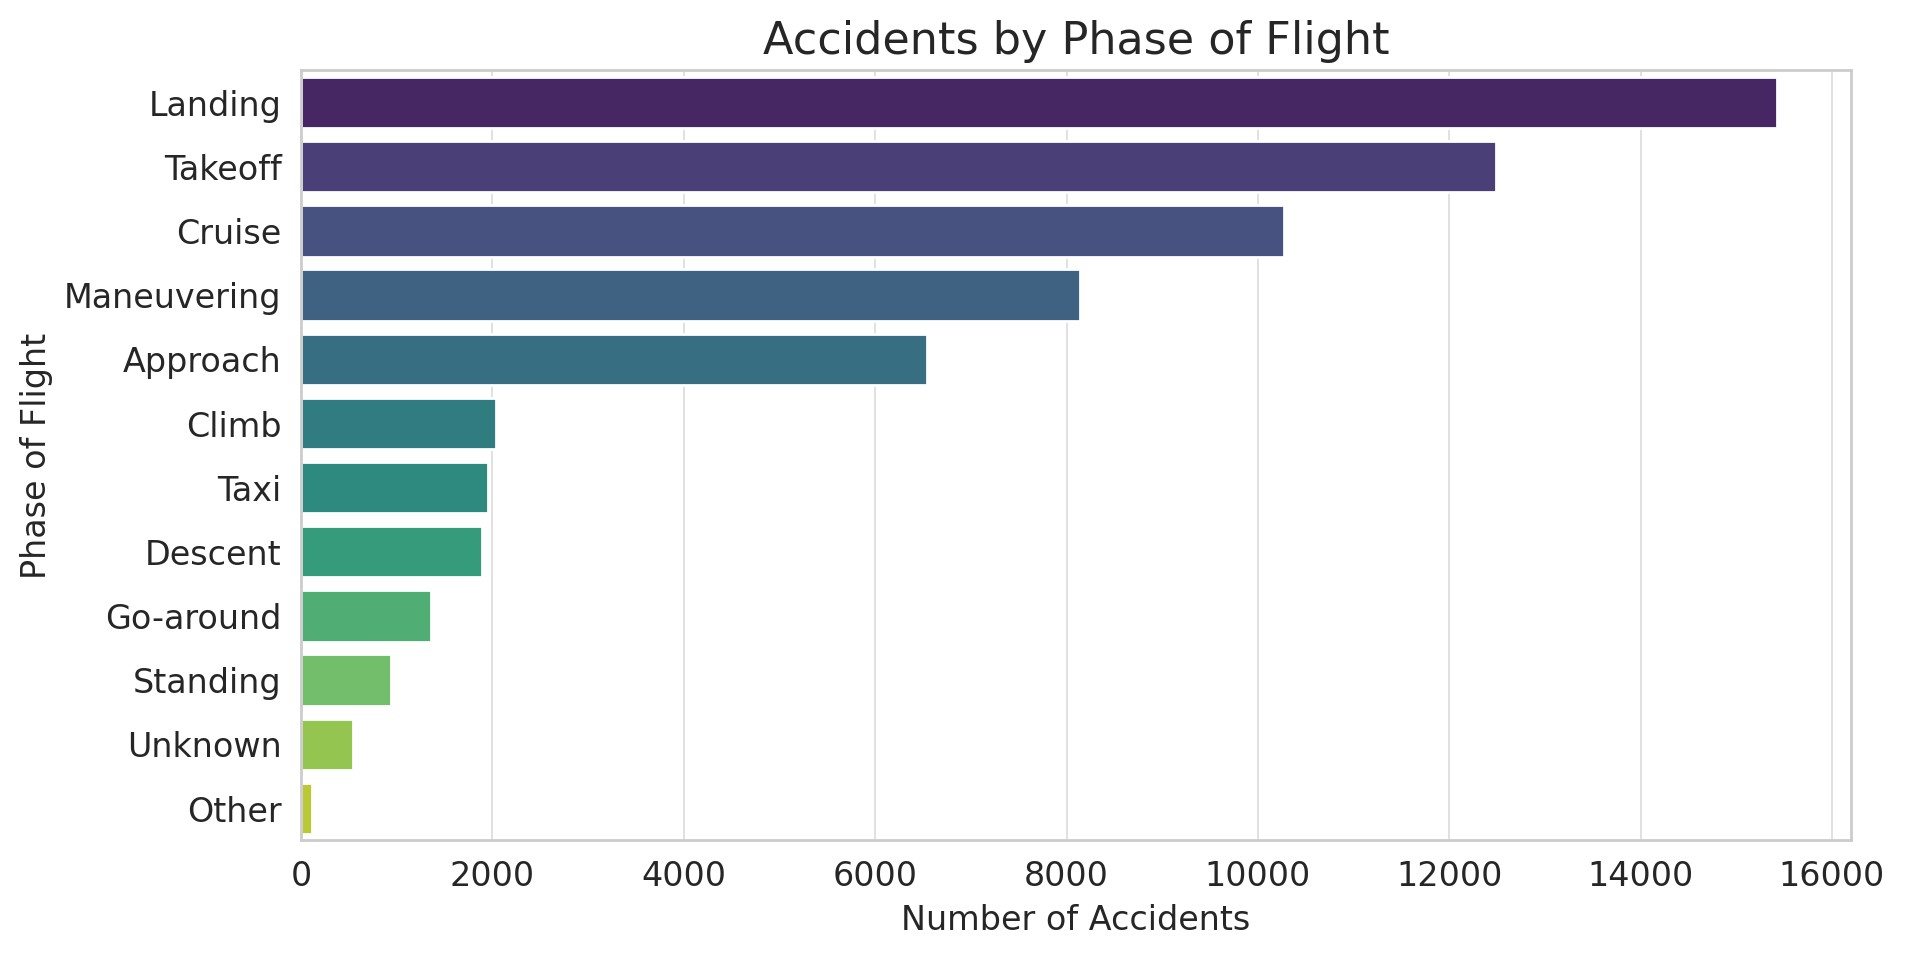 Accidents by Phase of Flight
Landing
Takeoff
Cruise
Maneuvering
Approach
Climb
Taxi
Descent
Go-around
Standing
Unknown
Other
Phase of Flight
0 2000 4000 6000 8000 10000 12000 14000 16000
Number of Accidents